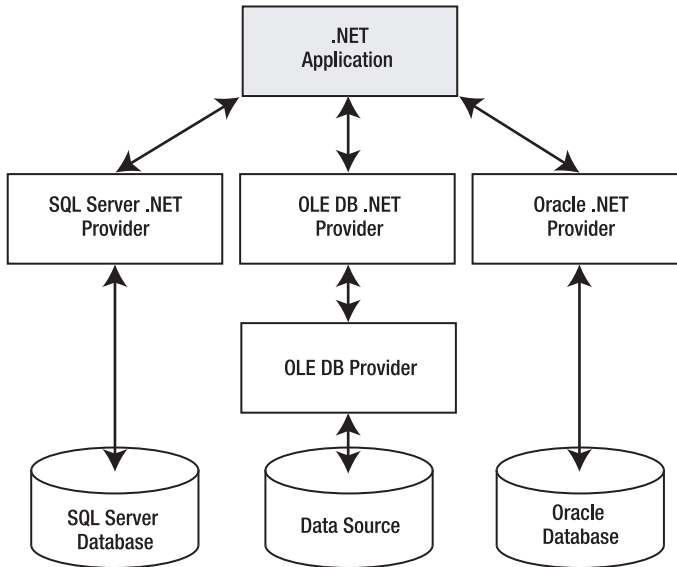 .NET
Application
SQL Server .NET
Provider
OLE DB .NET
Provider
Oracle .NET
Provider
OLE DB Provider
SQL Server
Database
Data Source
Oracle
Database